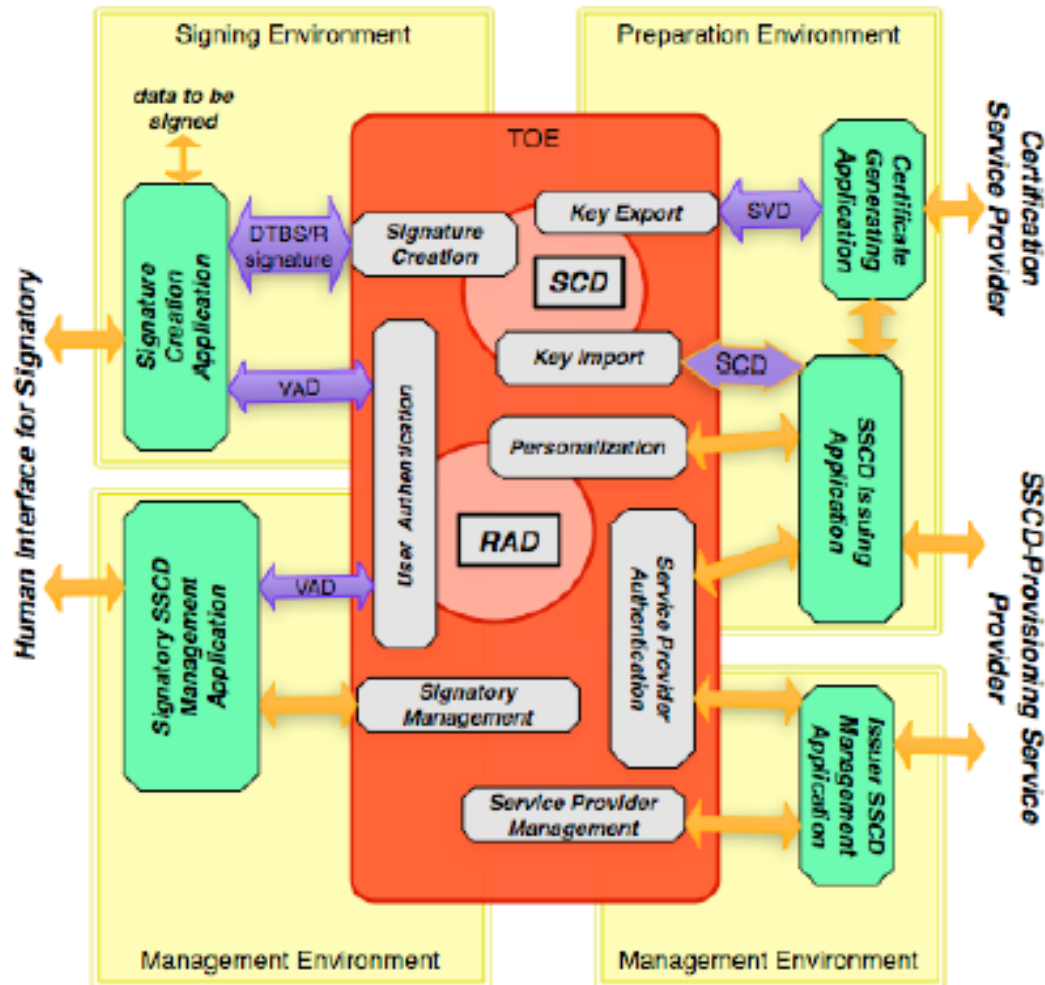 Signing Environment
Preparation Environment
data to be
signed
TOE
Certification
Service Provider
Certificate
Generating
Application
Key Export
SVD
DTBS/R
signature
Signature
Creation
SCD
Signature
Creation
Application
Human Interface for Signatory
Key Import
SCD
VAD
User Authentication
Personalization
SSCD Issuing
Application
RAD
SSCD-Provisioning Service
Provider
Service Provider
Authentication
Signatory SSCD
Management
Application
VAD
Signatory
Management
Issuer SSCD
Management
Application
Service Provider
Management
Management Environment
Management Environment